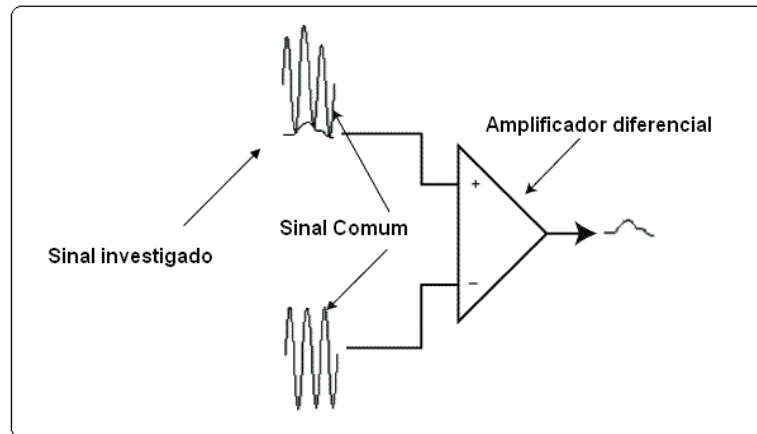 Amplificador diferencial
+
Sinal Comum
Sinal investigado
−